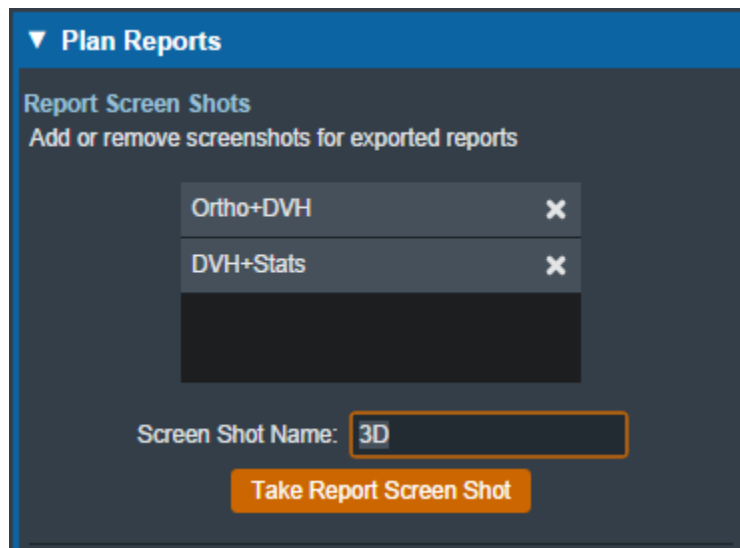 ▼ Plan Reports
Report Screen Shots
Add or remove screenshots for exported reports
Ortho+DVH ✖
DVH+Stats ✖
Screen Shot Name: 3D
Take Report Screen Shot